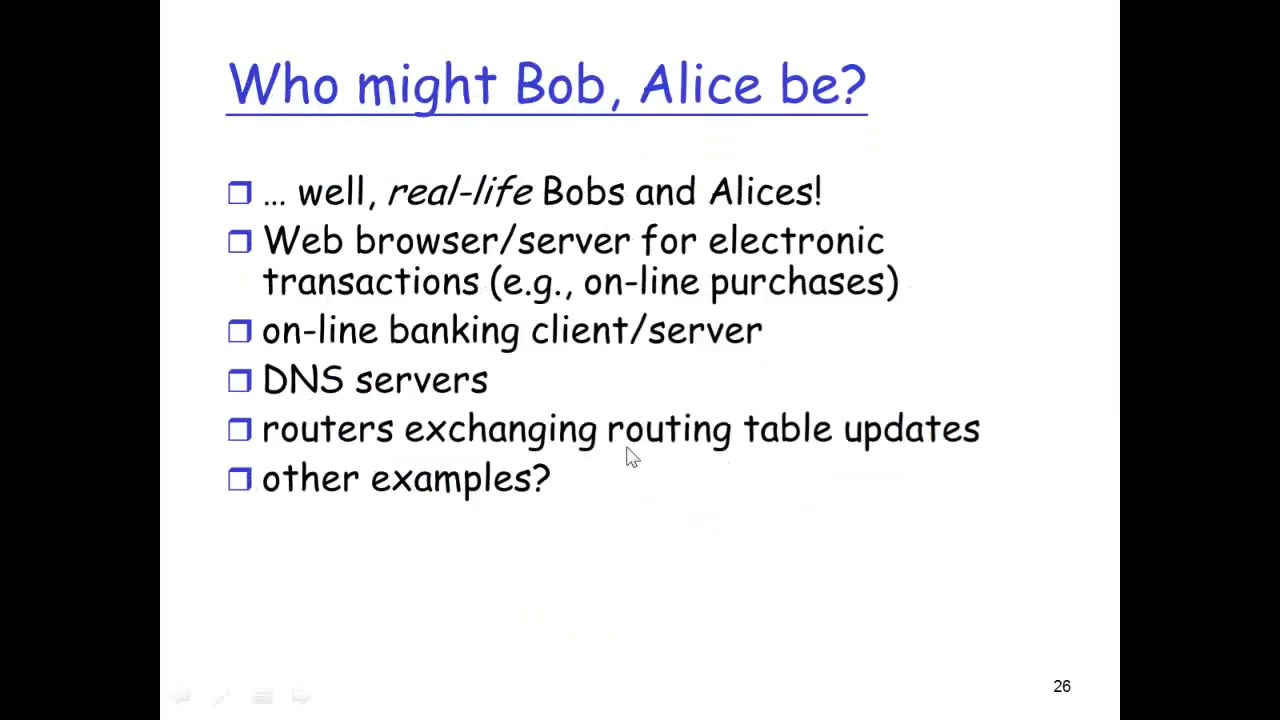 Who might Bob, Alice be?
... well, real-life Bobs and Alices!
Web browser/server for electronic
transactions (e.g., on-line purchases)
on-line banking client/server
DNS servers
routers exchanging routing table updates
other examples?
26